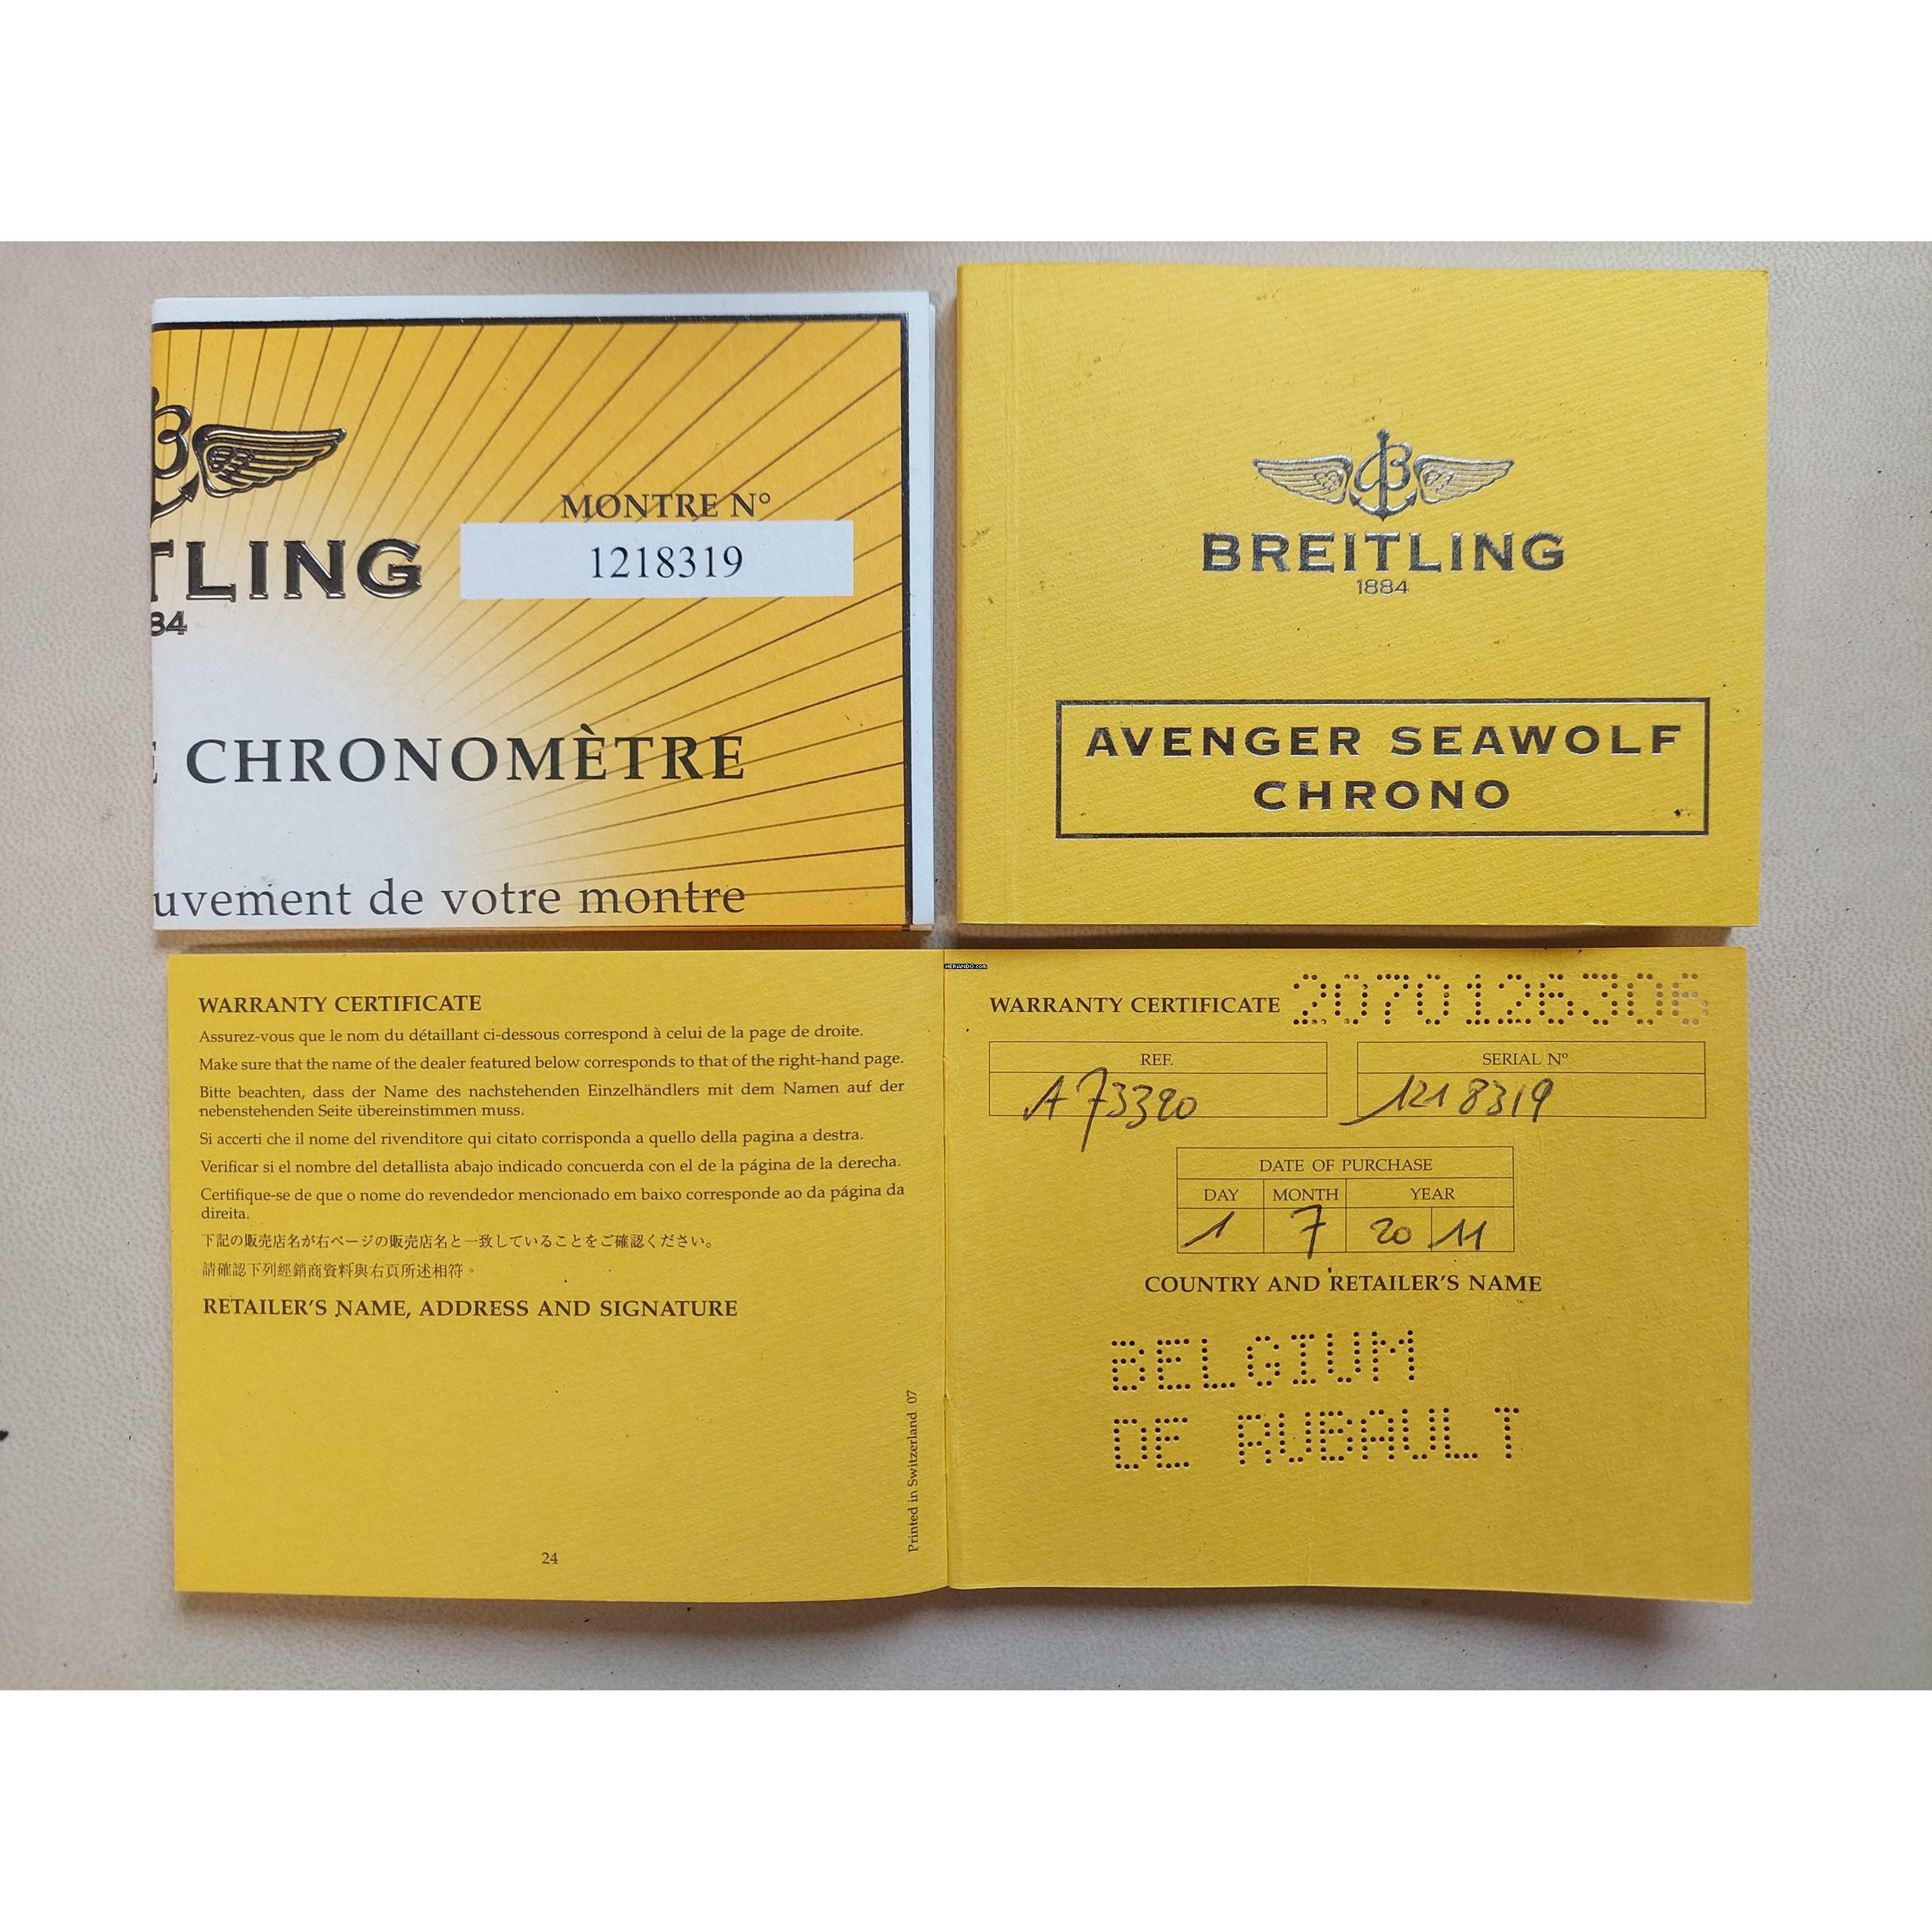 MONTRE N°
1218319
TLING
84
CHRONOMÈTRE
uvement de votre montre
BREITLING
1884
AVENGER SEAWOLF
CHRONO
WARRANTY CERTIFICATE
Assurez-vous que le nom du détaillant ci-dessous correspond à celui de la page de droite.
Make sure that the name of the dealer featured below corresponds to that of the right-hand page.
Bitte beachten, dass der Name des nachstehenden Einzelhändlers mit dem Namen auf der
nebenstehenden Seite übereinstimmen muss.
Si accerti che il nome del rivenditore qui citato corrisponda a quello della pagina a destra.
Verificar si el nombre del detallista abajo indicado concuerda con el de la página de la derecha.
Certifique-se de que o nome do revendedor mencionado em baixo corresponde ao da página da
direita.
下記の販売店名が右ページの販売店名と一致していることをご確認ください。
請確認下列經銷商資料與右頁所述相符。
RETAILER'S NAME, ADDRESS AND SIGNATURE
Printed in Switzerland 07
24
HERANDO.com
WARRANTY CERTIFICATE 2070126306
REF. SERIAL N°
A73320 1218319
DATE OF PURCHASE
DAY MONTH YEAR
1 7 20 11
COUNTRY AND RETAILER'S NAME
BELGIUM
DE RUBAULT